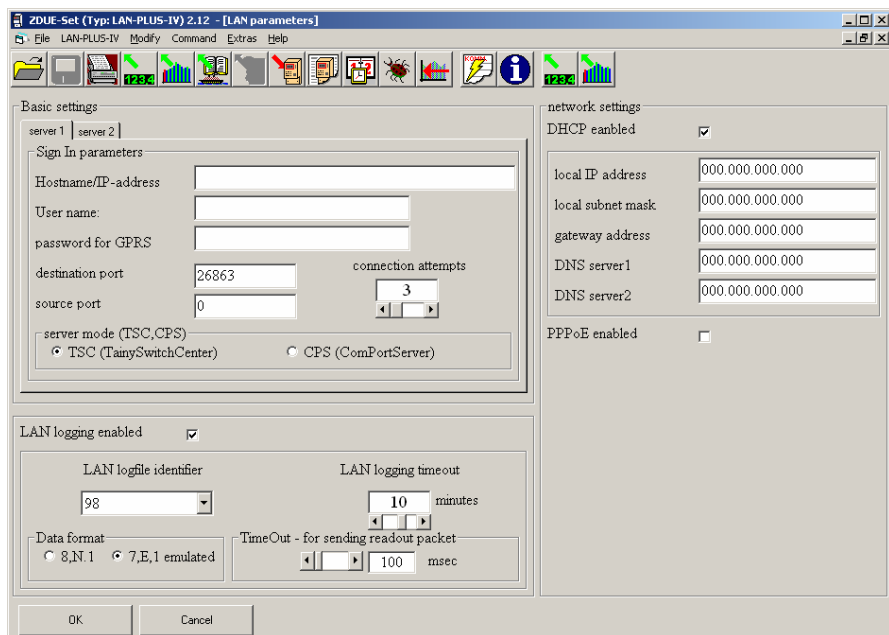 ZDUE-Set (Typ: LAN-PLUS-IV) 2.12 - [LAN parameters]
File LAN-PLUS-IV Modify Command Extras Help
1234
KOMM.
1234
Basic settings
server 1 server 2
Sign In parameters
Hostname/IP-address
User name:
password for GPRS
destination port 26863
connection attempts
3
source port 0
server mode (TSC,CPS)
TSC (TainySwitchCenter) CPS (ComPortServer)
LAN logging enabled
LAN logfile identifier LAN logging timeout
98 10 minutes
Data format
8,N.1 7,E,1 emulated
TimeOut - for sending readout packet
100 msec
network settings
DHCP eanbled
local IP address 000.000.000.000
local subnet mask 000.000.000.000
gateway address 000.000.000.000
DNS server1 000.000.000.000
DNS server2 000.000.000.000
PPPoE enabled
OK Cancel